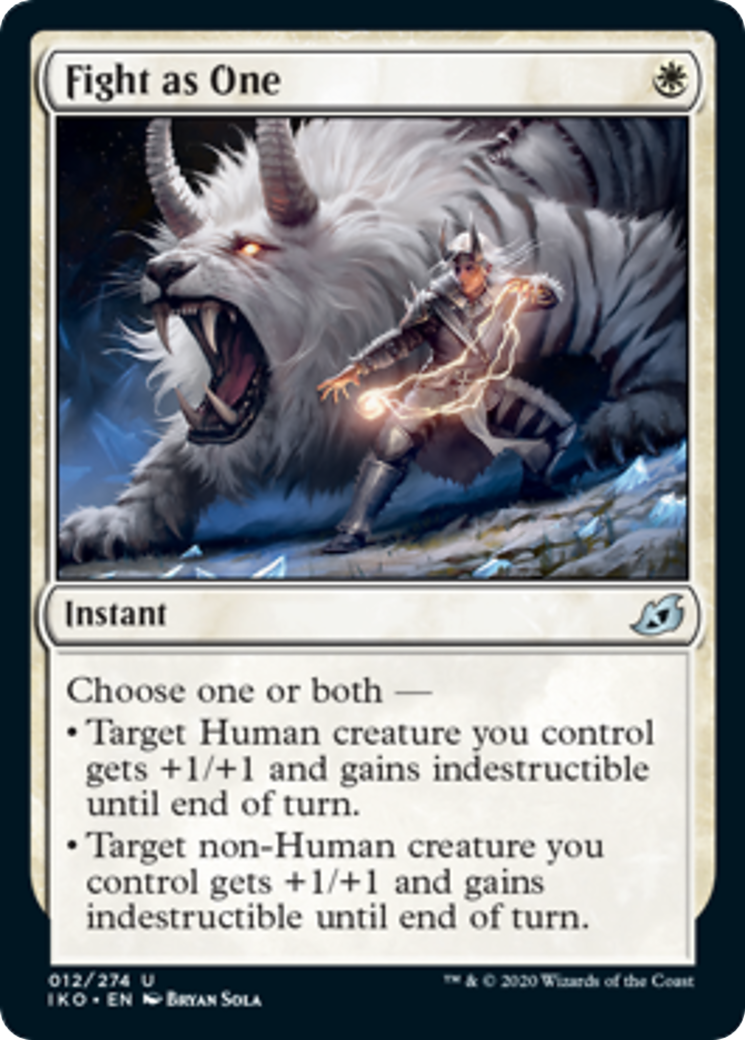 Fight as One
Instant
Choose one or both —
• Target Human creature you control
gets +1/+1 and gains indestructible
until end of turn.
• Target non-Human creature you
control gets +1/+1 and gains
indestructible until end of turn.
012/274 U
™ & © 2020 Wizards of the Coast
IKO • EN Bryan Sola